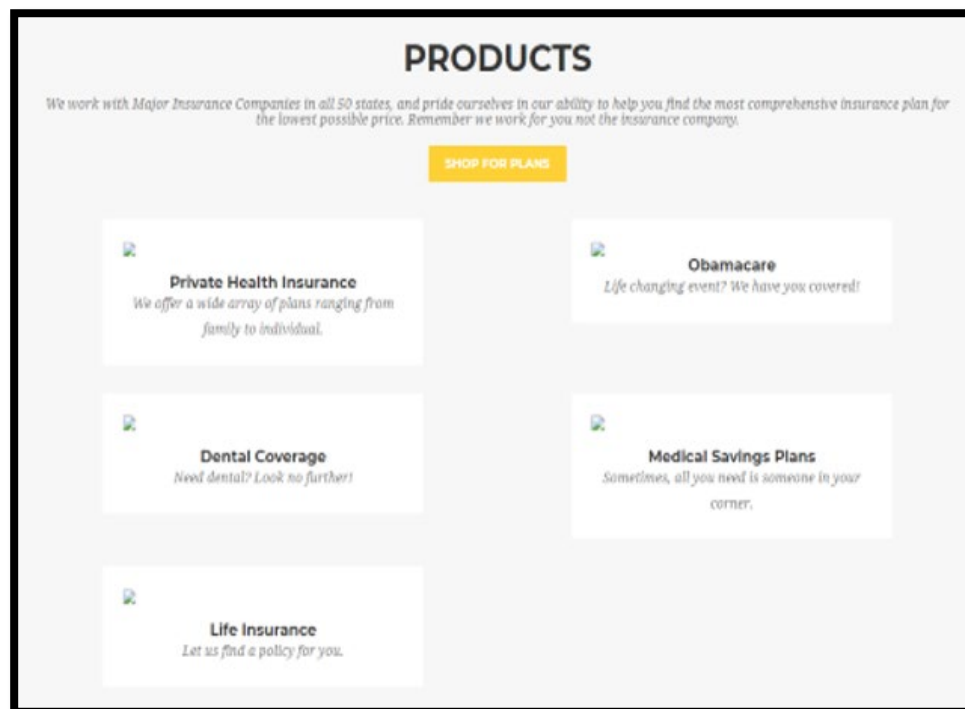 PRODUCTS
We work with Major Insurance Companies in all 50 states, and pride ourselves in our ability to help you find the most comprehensive insurance plan for
the lowest possible price. Remember we work for you not the insurance company.
SHOP FOR PLANS
Private Health Insurance
We offer a wide array of plans ranging from
family to individual.
Obamacare
Life changing event? We have you covered!
Dental Coverage
Need dental? Look no further!
Medical Savings Plans
Sometimes, all you need is someone in your
corner.
Life Insurance
Let us find a policy for you.